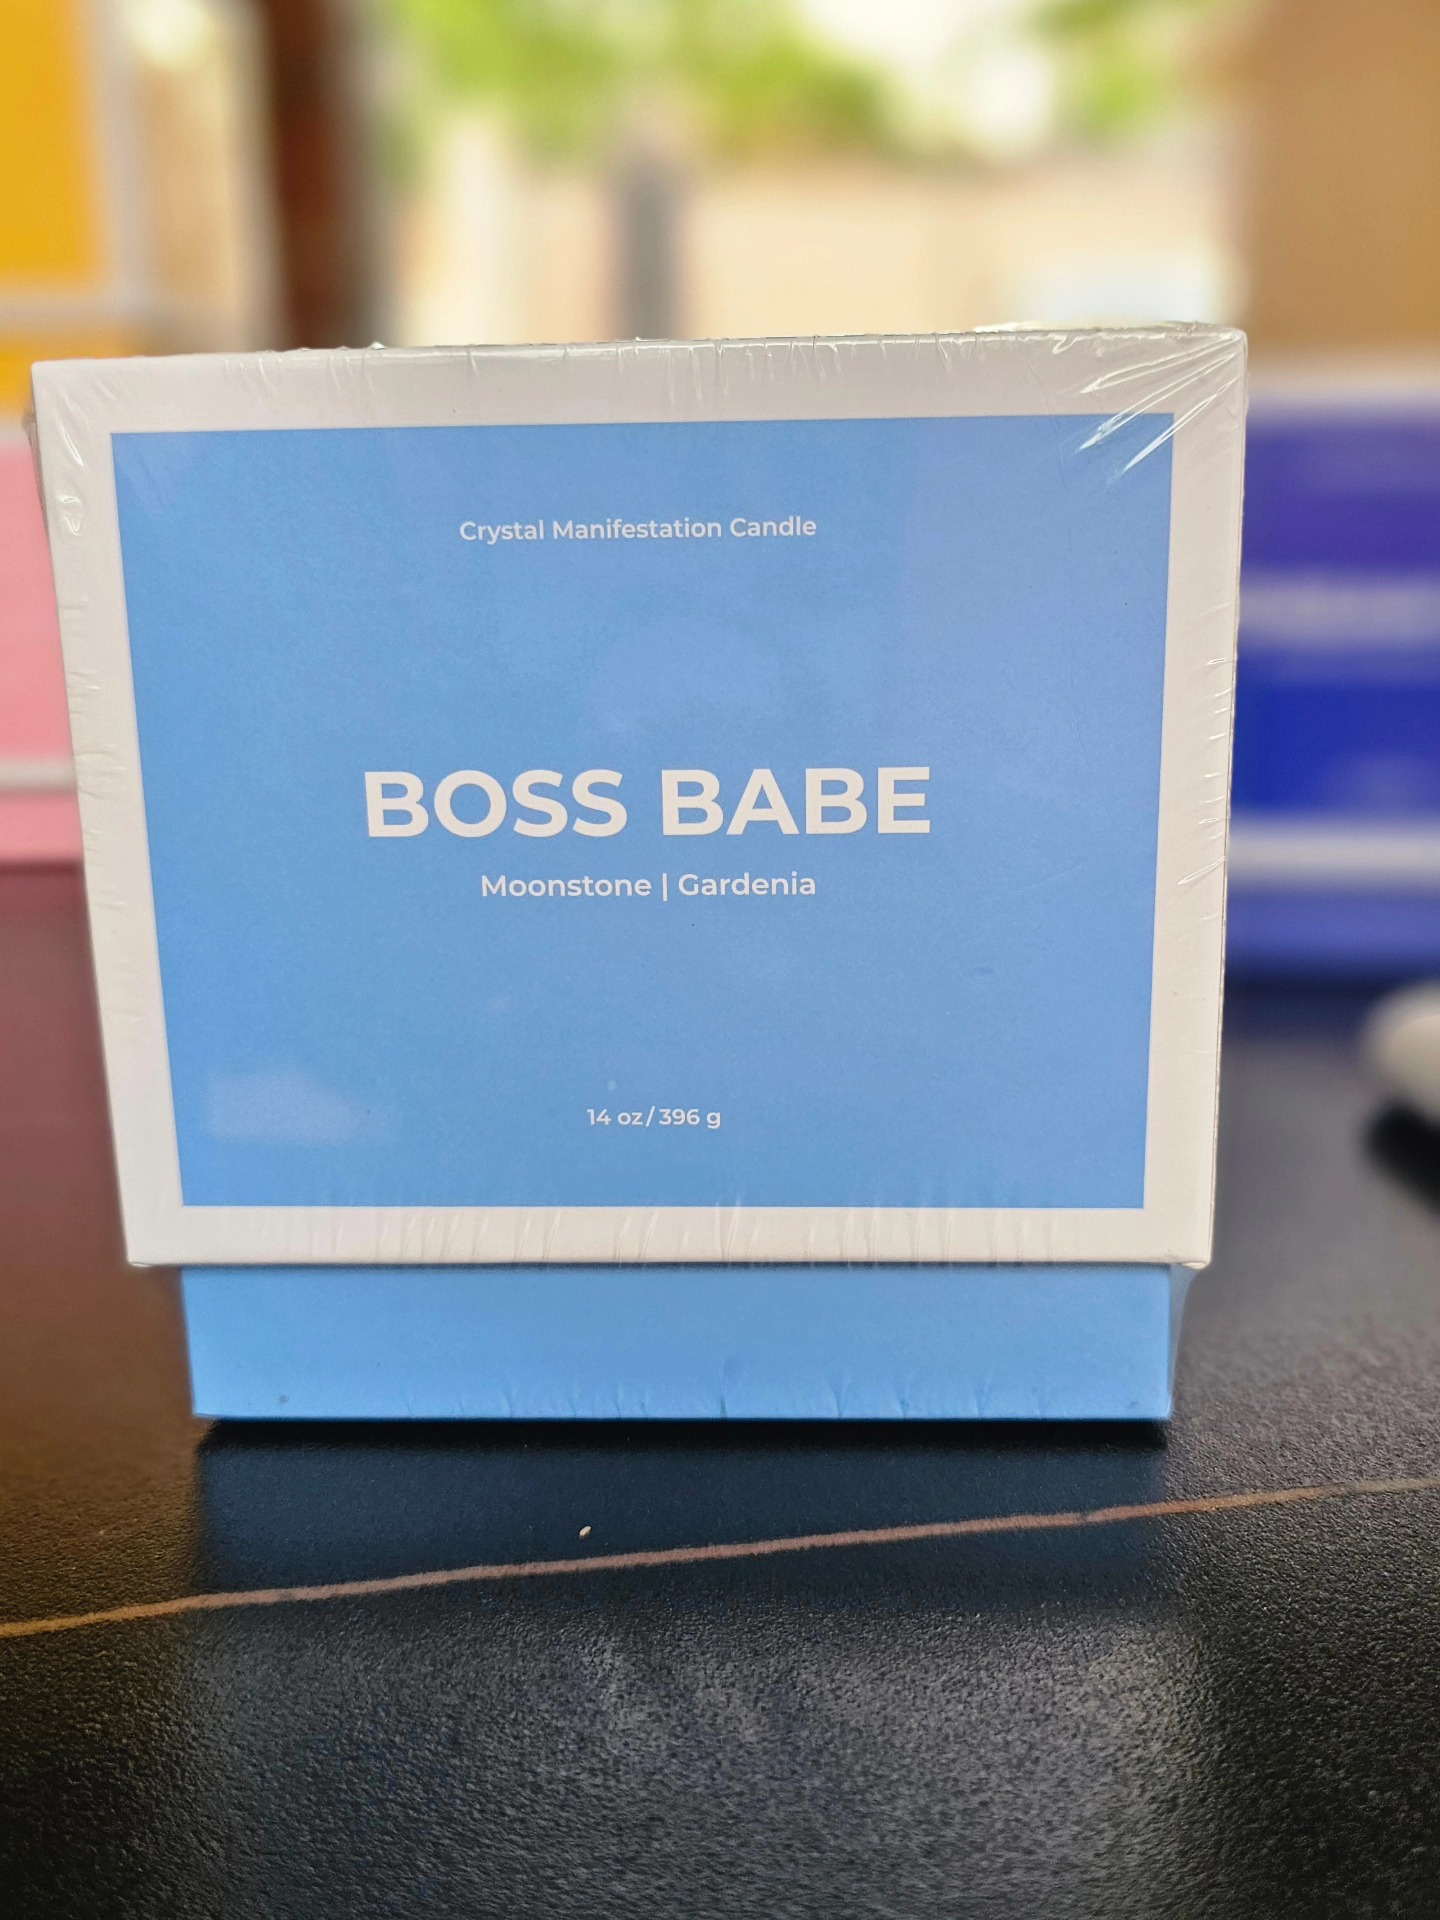 Crystal Manifestation Candle
BOSS BABE
Moonstone | Gardenia
14 oz / 396 g